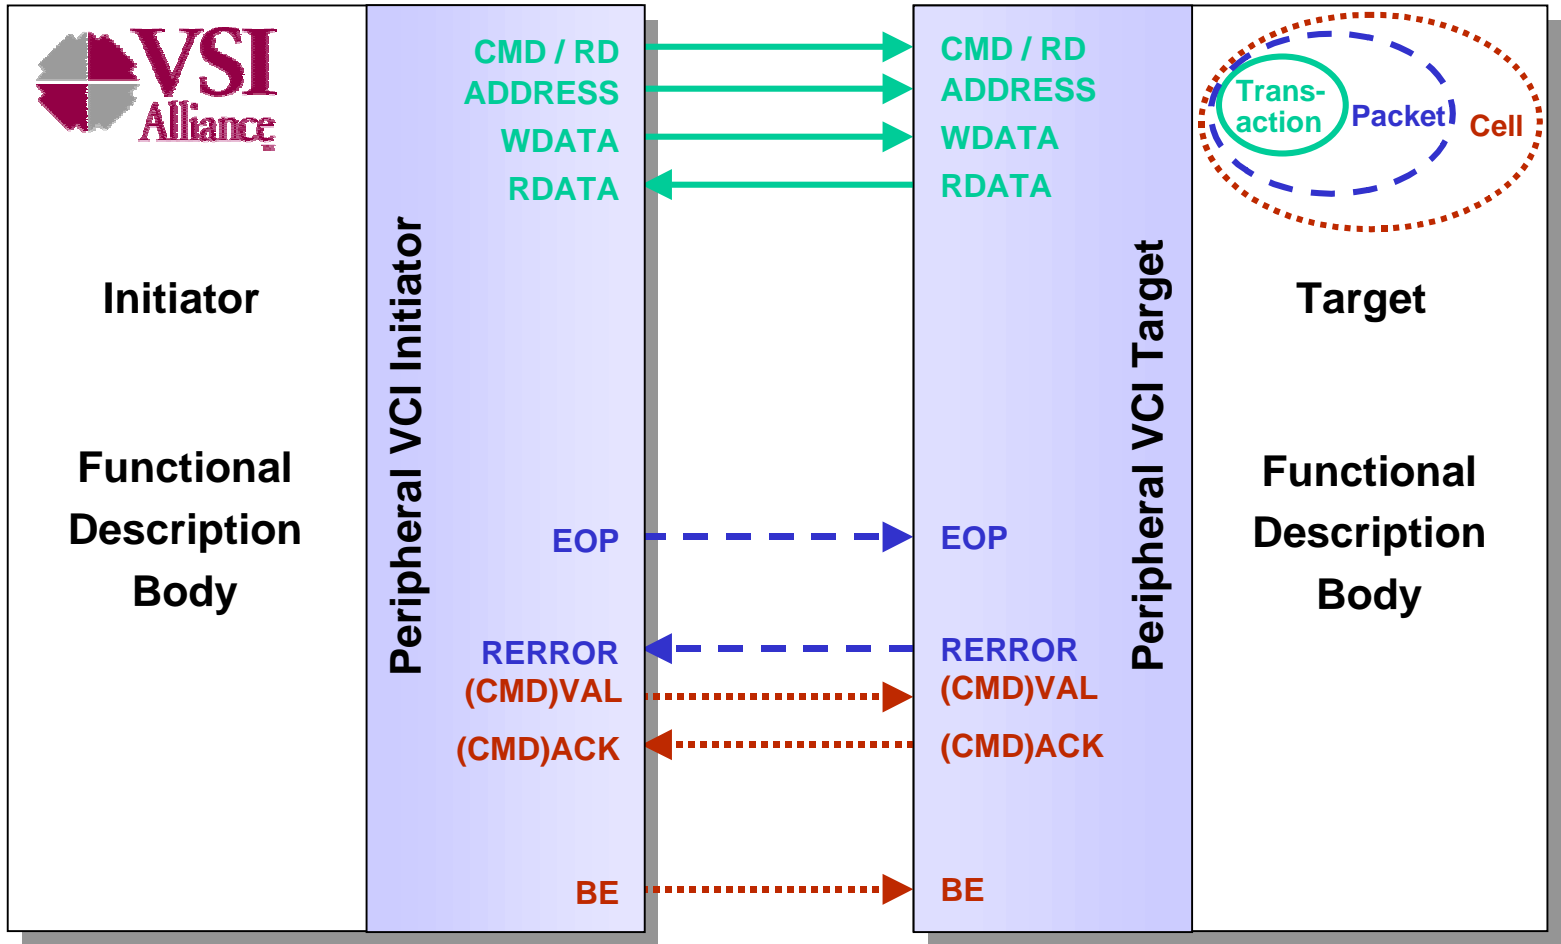 VSI
Alliance
Initiator
Functional
Description
Body
Peripheral VCI Initiator
CMD / RD
ADDRESS
WDATA
RDATA
EOP
RERROR
(CMD)VAL
(CMD)ACK
BE
CMD / RD
ADDRESS
WDATA
RDATA
EOP
RERROR
(CMD)VAL
(CMD)ACK
BE
Peripheral VCI Target
Trans-
action
Packet
Cell
Target
Functional
Description
Body